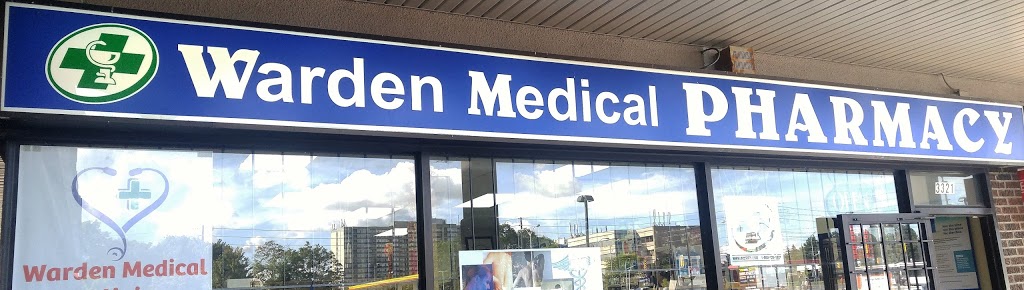 Warden Medical PHARMACY
3321
Warden Medical